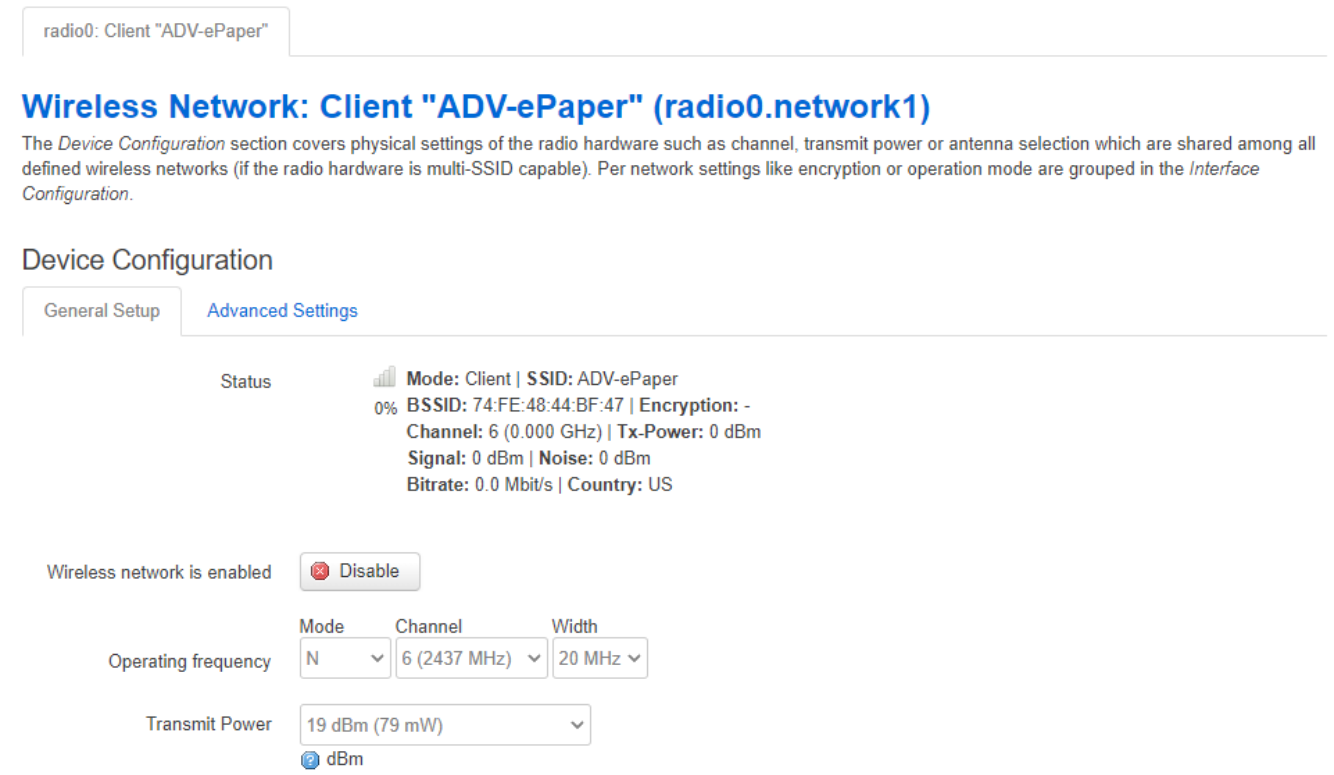 radio0: Client "ADV-ePaper"
Wireless Network: Client "ADV-ePaper" (radio0.network1)
The Device Configuration section covers physical settings of the radio hardware such as channel, transmit power or antenna selection which are shared among all
defined wireless networks (if the radio hardware is multi-SSID capable). Per network settings like encryption or operation mode are grouped in the Interface
Configuration.
Device Configuration
General Setup Advanced Settings
Status
0%
Mode: Client | SSID: ADV-ePaper
BSSID: 74:FE:48:44:BF:47 | Encryption: -
Channel: 6 (0.000 GHz) | Tx-Power: 0 dBm
Signal: 0 dBm | Noise: 0 dBm
Bitrate: 0.0 Mbit/s | Country: US
Wireless network is enabled Disable
Mode Channel Width
Operating frequency N 6 (2437 MHz) 20 MHz
Transmit Power 19 dBm (79 mW)
? dBm